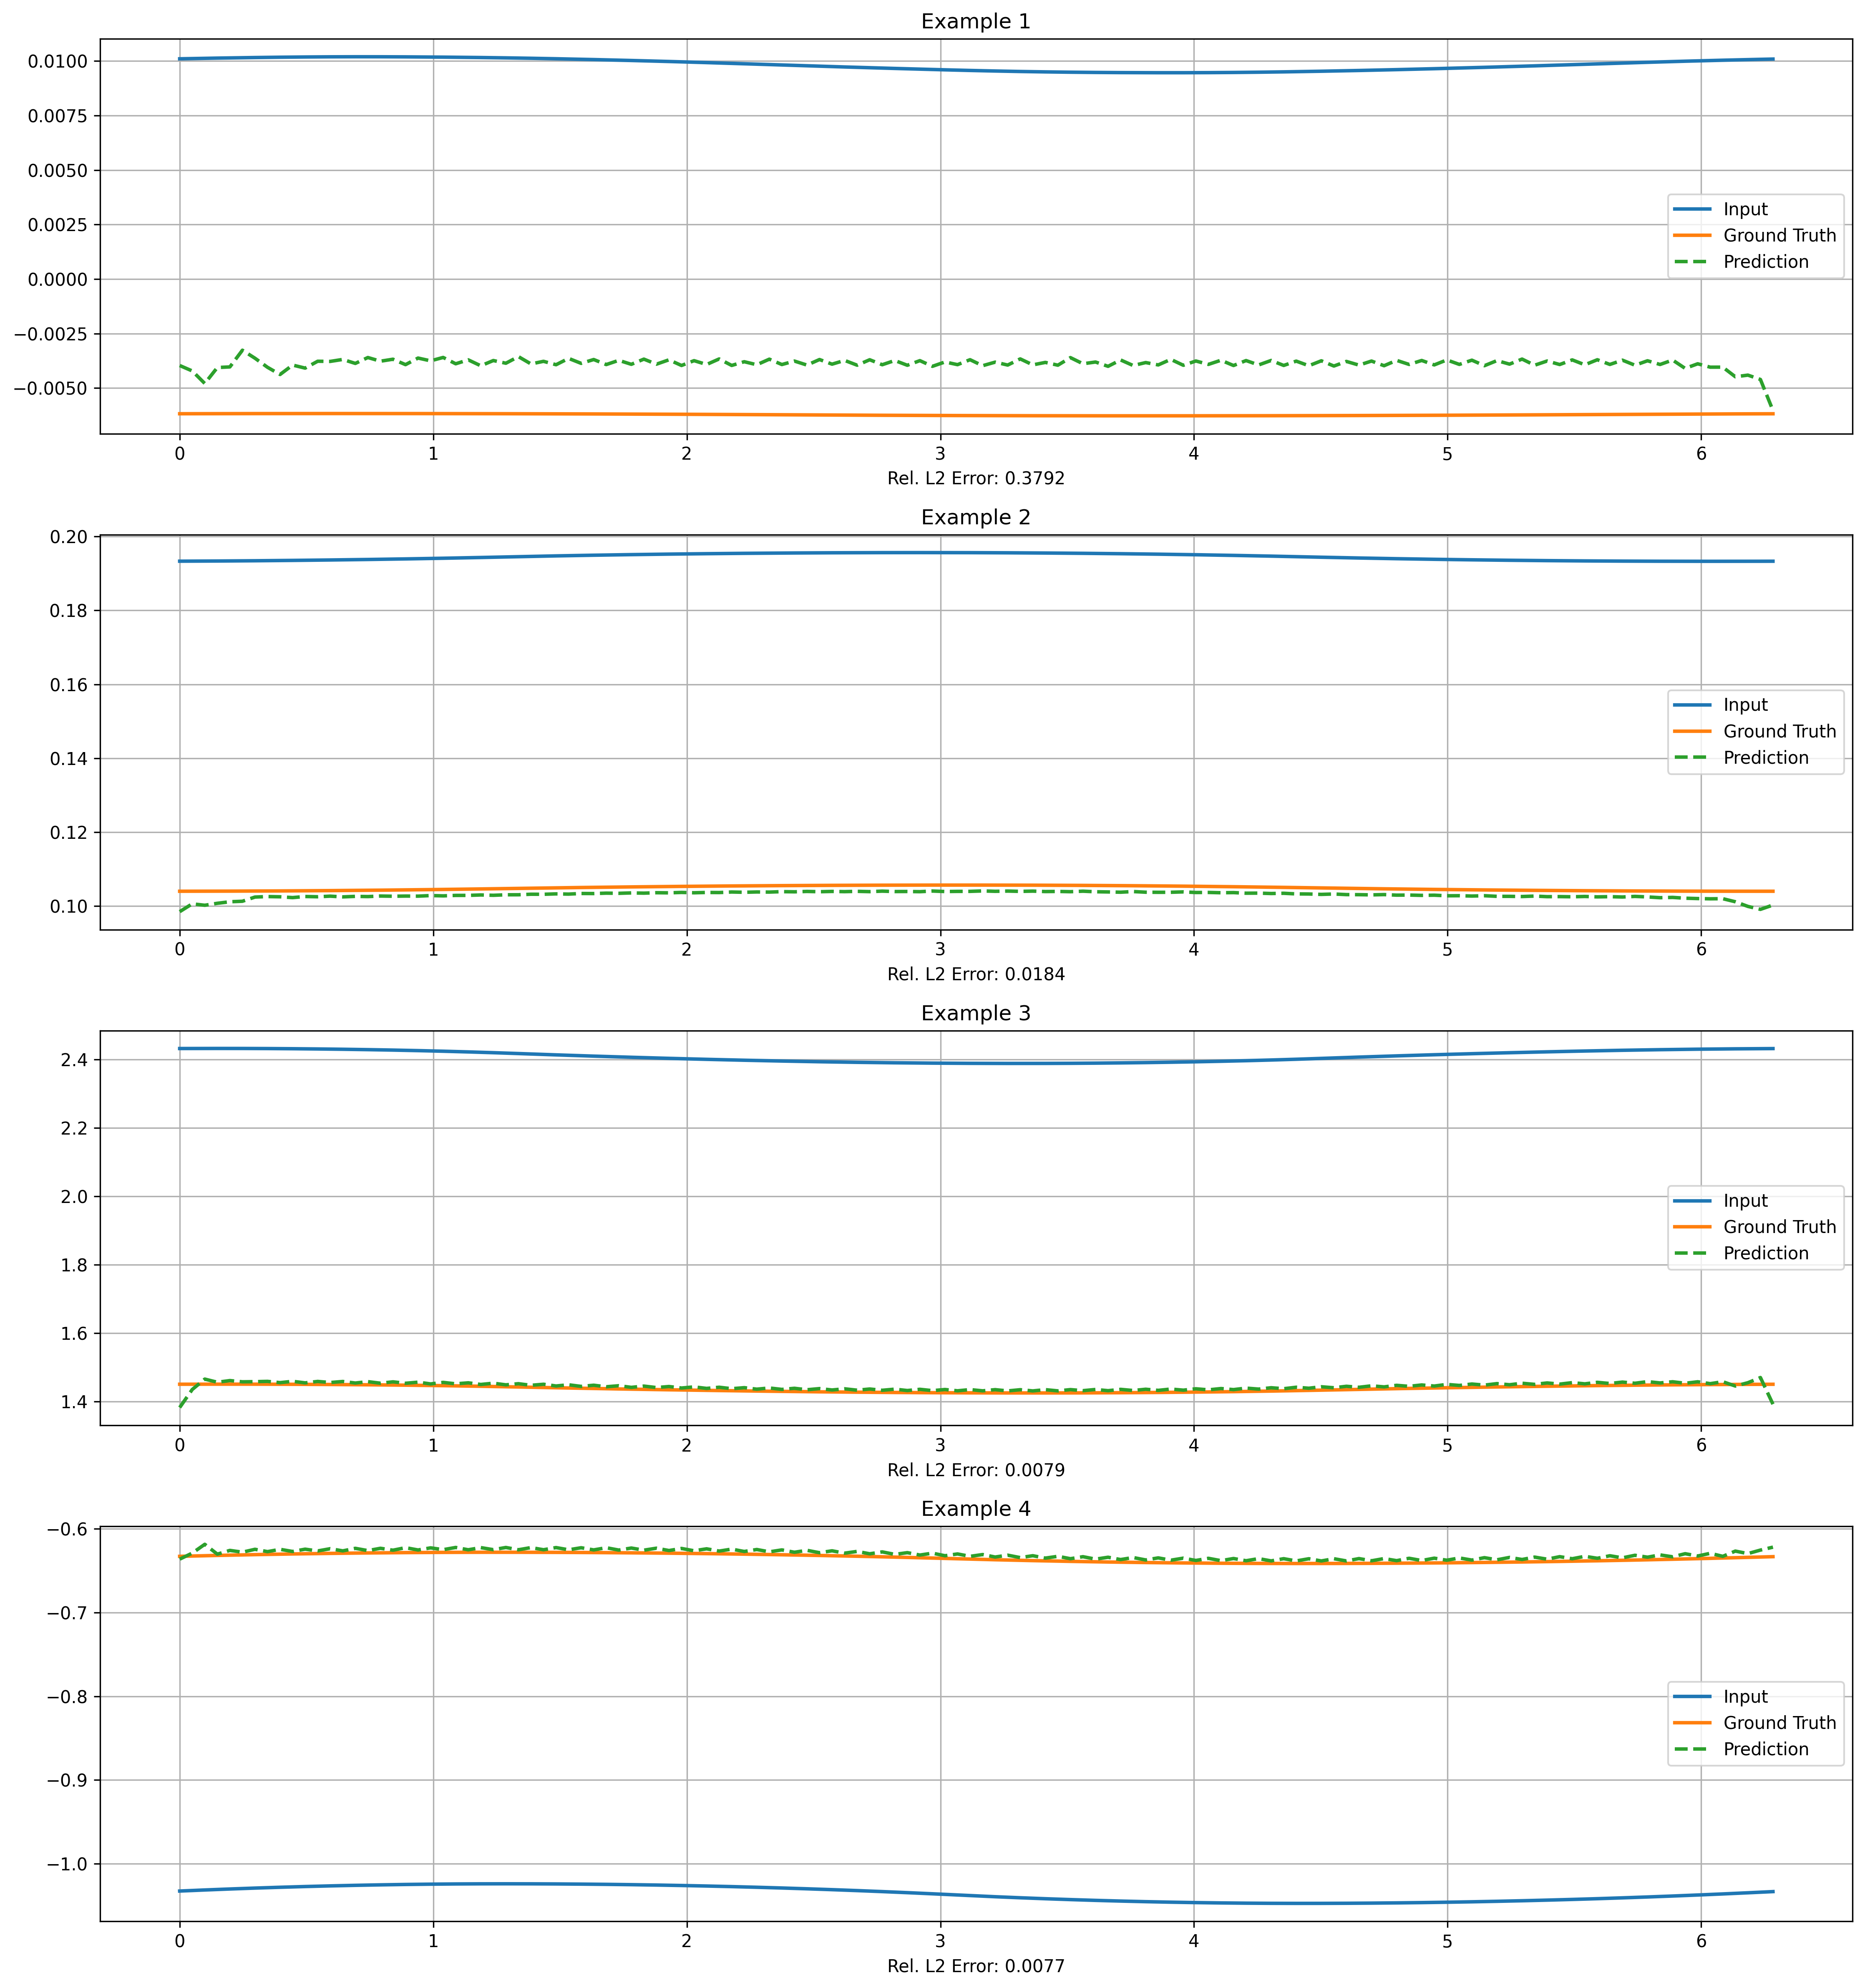 Example 1
0.0100
0.0075
0.0050
0.0025
0.0000
−0.0025
−0.0050
Input
Ground Truth
Prediction
0 1 2 3 4 5 6
Rel. L2 Error: 0.3792
Example 2
0.20
0.18
0.16
0.14
0.12
0.10
Input
Ground Truth
Prediction
0 1 2 3 4 5 6
Rel. L2 Error: 0.0184
Example 3
2.4
2.2
2.0
1.8
1.6
1.4
Input
Ground Truth
Prediction
0 1 2 3 4 5 6
Rel. L2 Error: 0.0079
Example 4
−0.6
−0.7
−0.8
−0.9
−1.0
Input
Ground Truth
Prediction
0 1 2 3 4 5 6
Rel. L2 Error: 0.0077